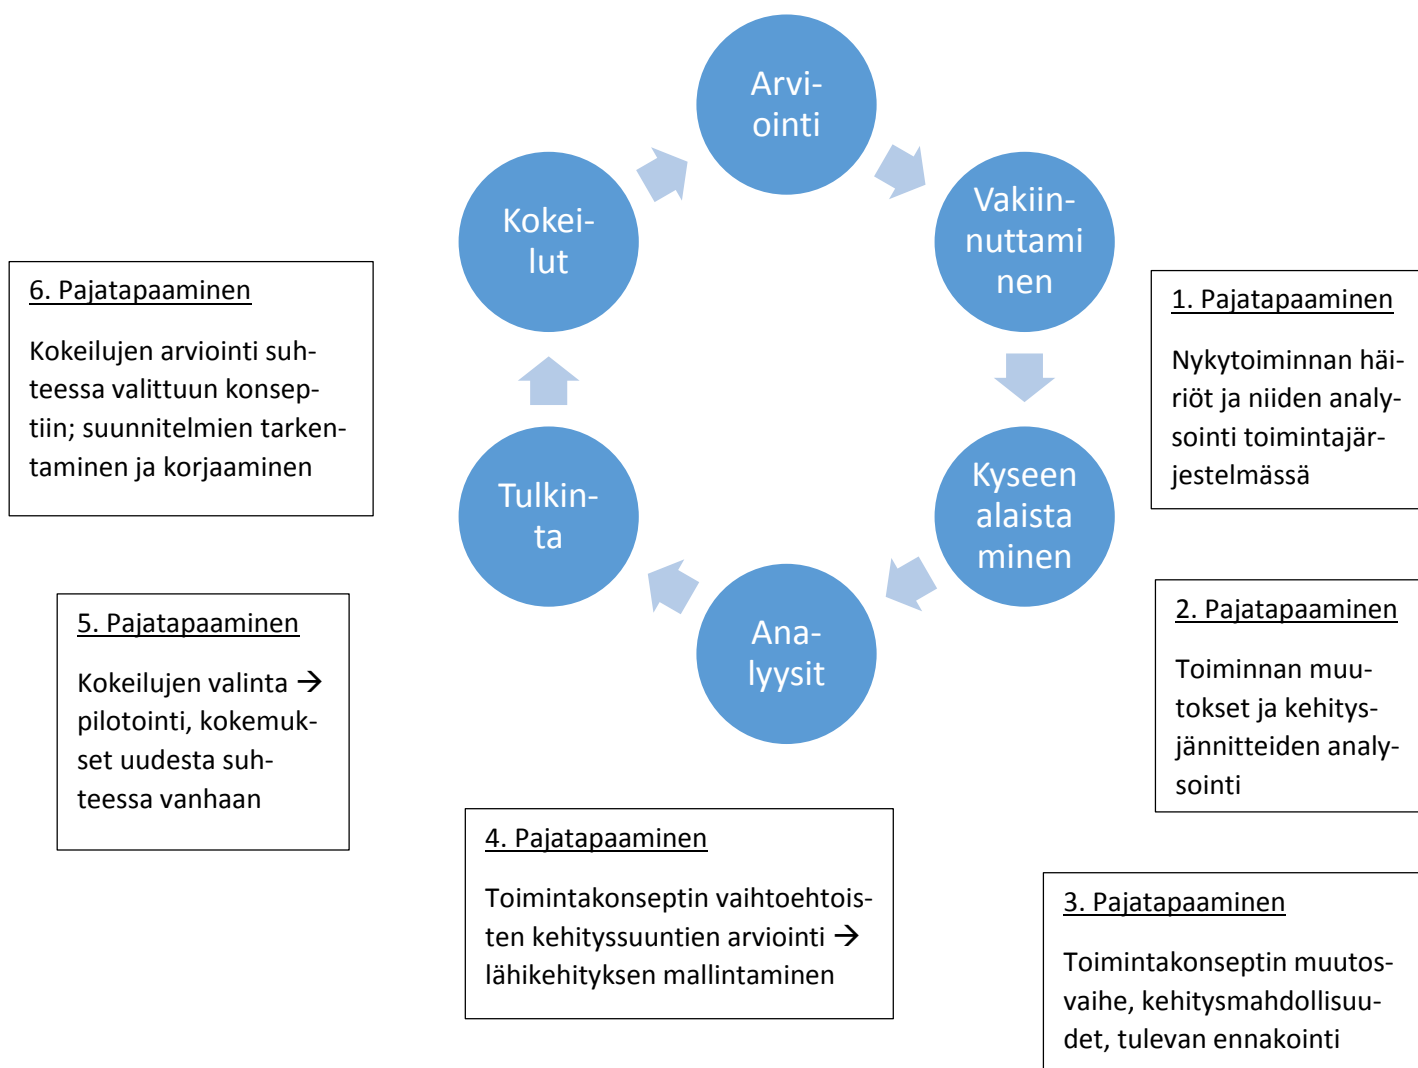 Arvi-
ointi
Vakiin-
nuttami
nen
Kyseen
alaista
minen
Ana-
lyysit
Tulkin-
ta
Kokei-
lut
1. Pajatapaaminen
Nykytoiminnan häi-
riöt ja niiden analy-
sointi toimintajär-
jestelmässä
2. Pajatapaaminen
Toiminnan muu-
tokset ja kehitys-
jännitteiden analy-
sointi
3. Pajatapaaminen
Toimintakonseptin muutos-
vaihe, kehitysmahdollisuu-
det, tulevan ennakointi
4. Pajatapaaminen
Toimintakonseptin vaihtoehtois-
ten kehityssuuntien arviointi →
lähikehityksen mallintaminen
5. Pajatapaaminen
Kokeilujen valinta →
pilotointi, kokemuk-
set uudesta suh-
teessa vanhaan
6. Pajatapaaminen
Kokeilujen arviointi suh-
teessa valittuun konsep-
tiin; suunnitelmien tarken-
taminen ja korjaaminen